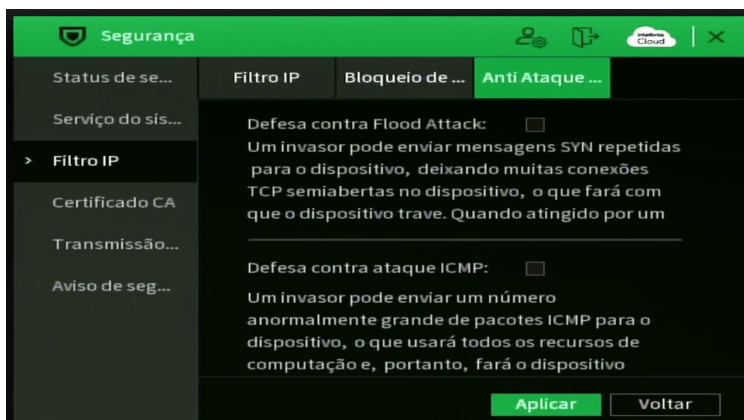 Segurança
intelbras
Cloud
Status de se...
Serviço do sis...
Filtro IP
Certificado CA
Transmissão...
Aviso de seg...
Filtro IP
Bloqueio de ...
Anti Ataque ...
Defesa contra Flood Attack:
Um invasor pode enviar mensagens SYN repetidas
para o dispositivo, deixando muitas conexões
TCP semiabertas no dispositivo, o que fará com
que o dispositivo trave. Quando atingido por um
Defesa contra ataque ICMP:
Um invasor pode enviar um número
anormalmente grande de pacotes ICMP para o
dispositivo, o que usará todos os recursos de
computação e, portanto, fará o dispositivo
Aplicar
Voltar